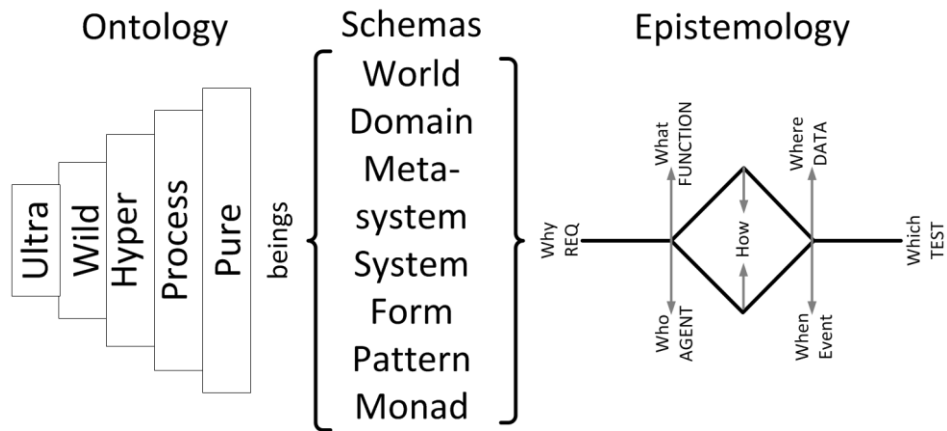 Ontology
Ultra
Wild
Hyper
Process
Pure
beings
Schemas
World
Domain
Meta-
system
System
Form
Pattern
Monad
Epistemology
Why
REQ
What
FUNCTION
Who
AGENT
How
Where
DATA
When
Event
Which
TEST